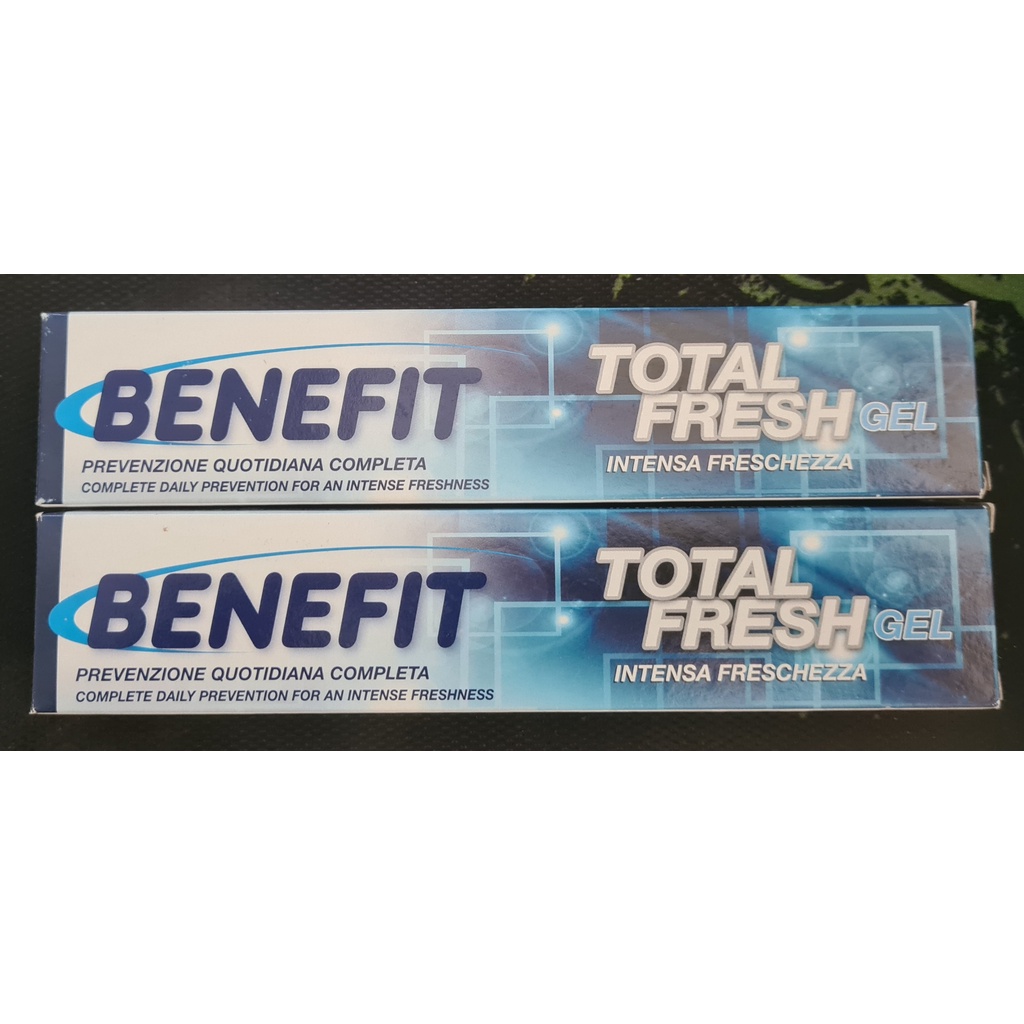 BENEFIT
PREVENZIONE QUOTIDIANA COMPLETA
COMPLETE DAILY PREVENTION FOR AN INTENSE FRESHNESS
TOTAL
FRESH GEL
INTENSA FRESCHEZZA
BENEFIT
PREVENZIONE QUOTIDIANA COMPLETA
COMPLETE DAILY PREVENTION FOR AN INTENSE FRESHNESS
TOTAL
FRESH GEL
INTENSA FRESCHEZZA